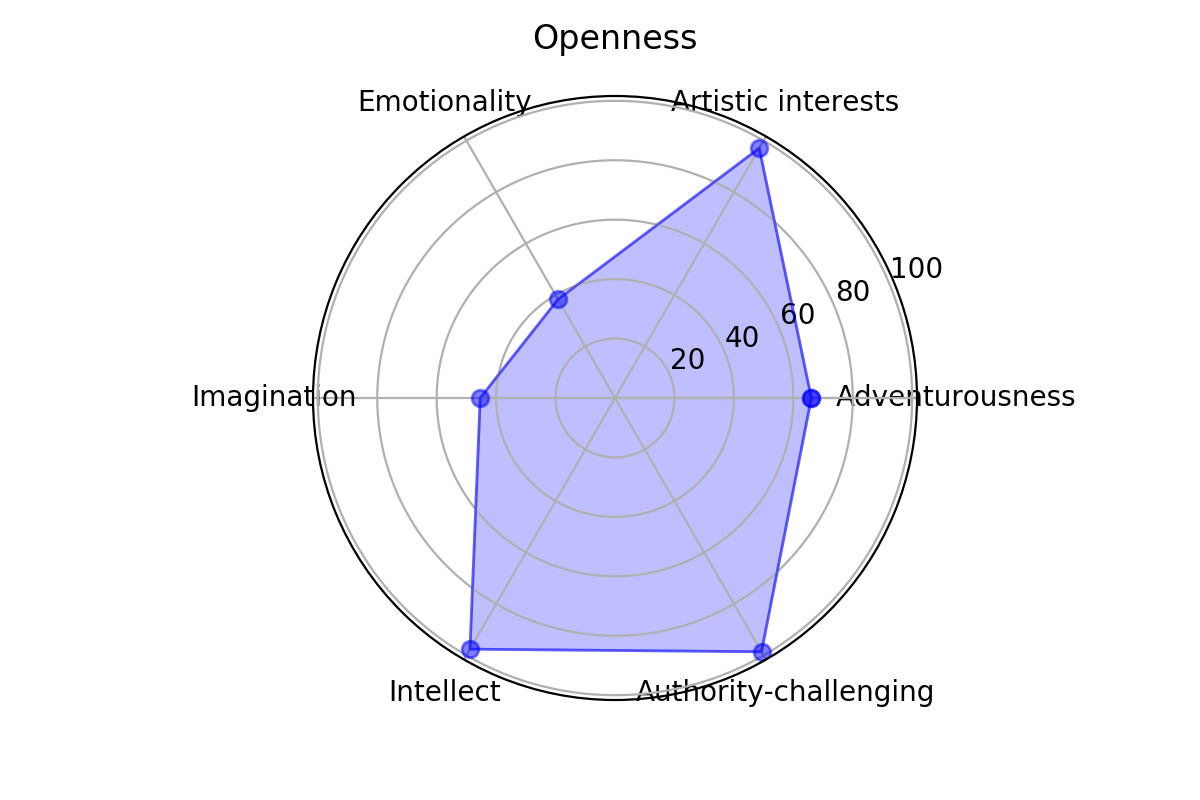 Openness
Emotionality
Artistic interests
100
80
60
40
20
Imagination
Adventurousness
Intellect
Authority-challenging